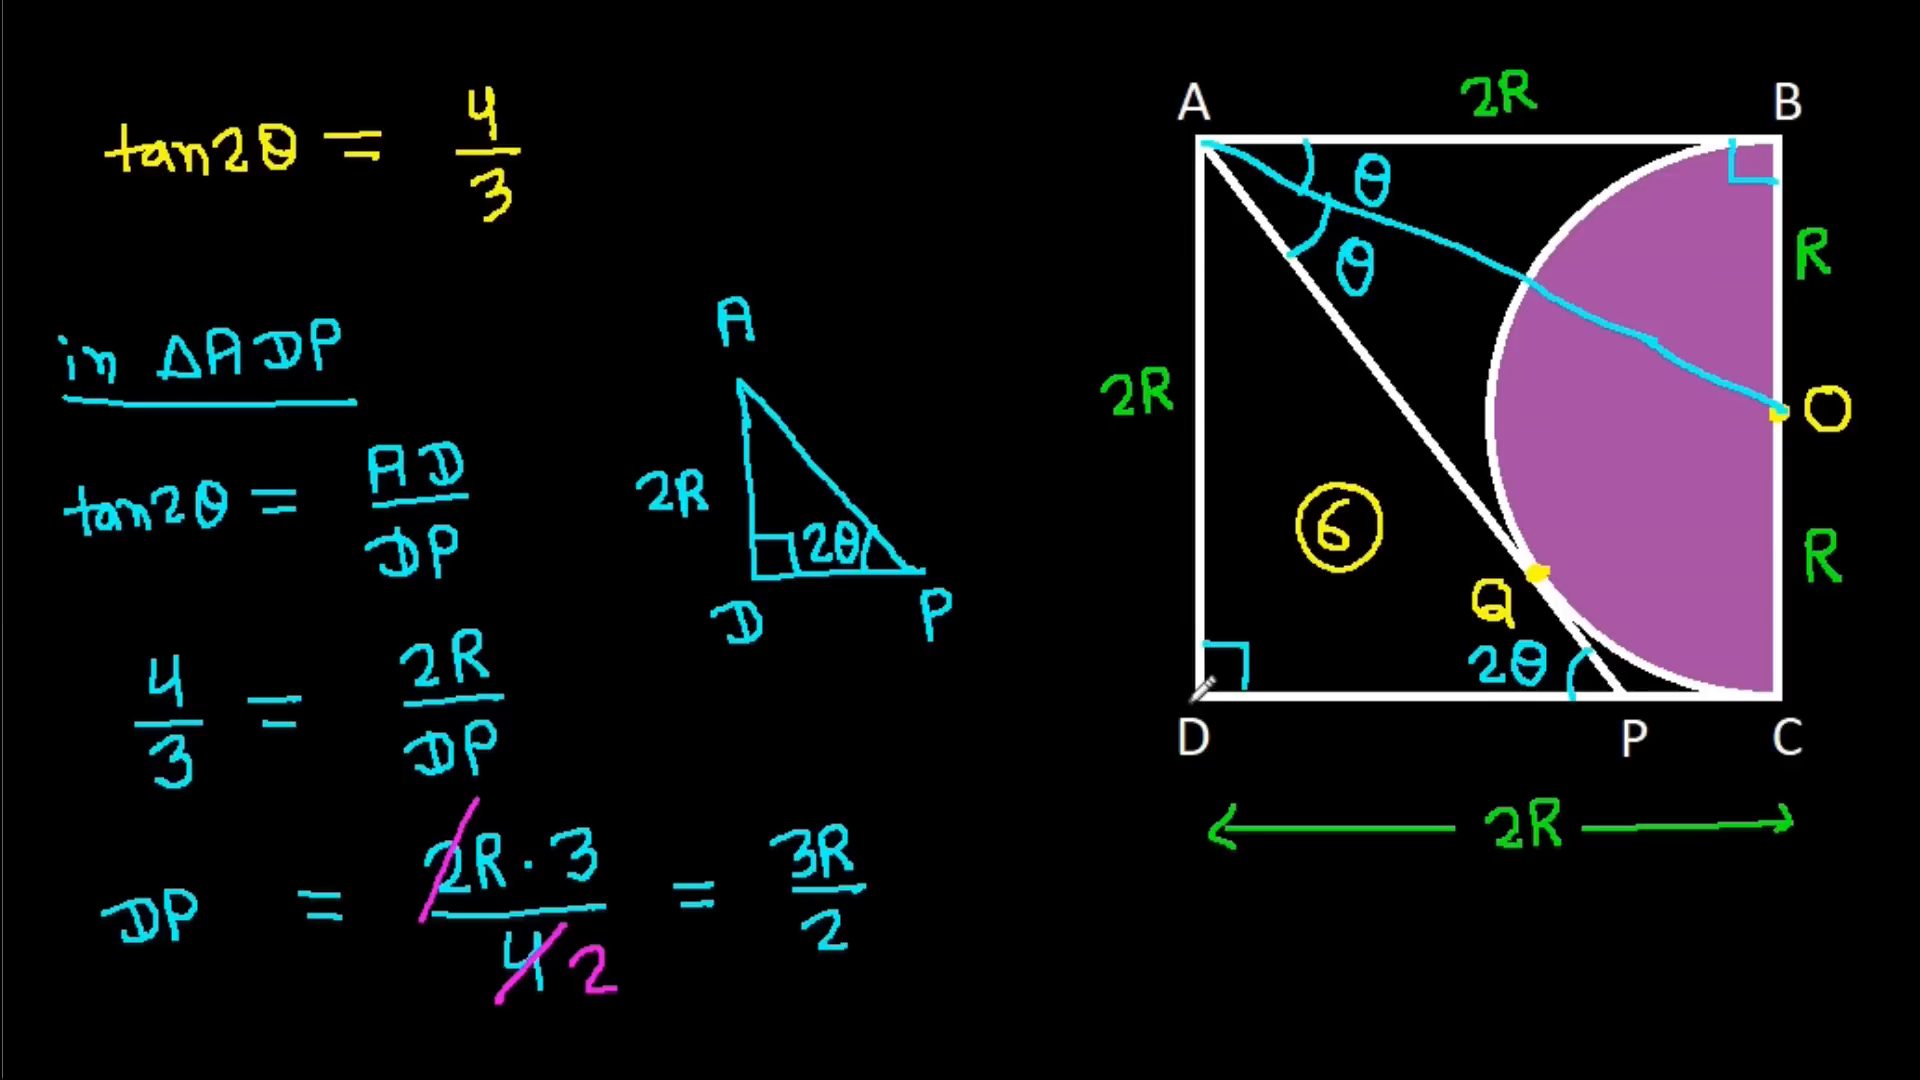 tan2θ = 4/3
in ΔADP
tan2θ = AD/DP
4/3 = 2R/DP
DP = 2R·3/4 2 = 3R/2
A
2R
2θ
D P
A 2R B
θ
θ
R
2R
O
6
R
Q
2θ
D P C
2R